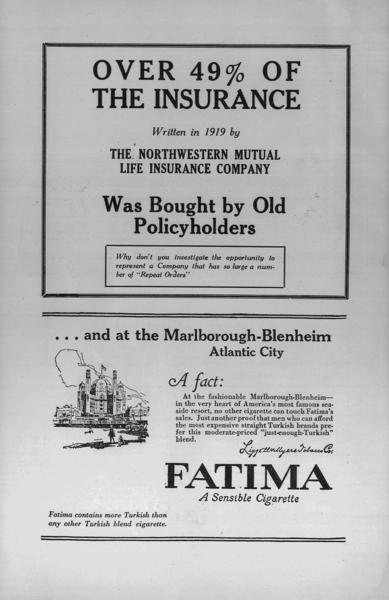 OVER 49% OF
THE INSURANCE
Written in 1919 by
THE NORTHWESTERN MUTUAL
LIFE INSURANCE COMPANY
Was Bought by Old
Policyholders
Why don't you investigate the opportunity to
represent a Company that has so large a num-
ber of "Repeat Orders"
. . . and at the Marlborough-Blenheim
Atlantic City
A fact:
At the fashionable Marlborough-Blenheim—
in the very heart of America's most famous sea-
side resort, no other cigarette can touch Fatima's
sales. Just another proof that men who can afford
the most expensive straight Turkish brands pre-
fer this moderate-priced "just-enough-Turkish"
blend.
Liggett & Myers Tobacco Co.
FATIMA
A Sensible Cigarette
Fatima contains more Turkish than
any other Turkish blend cigarette.